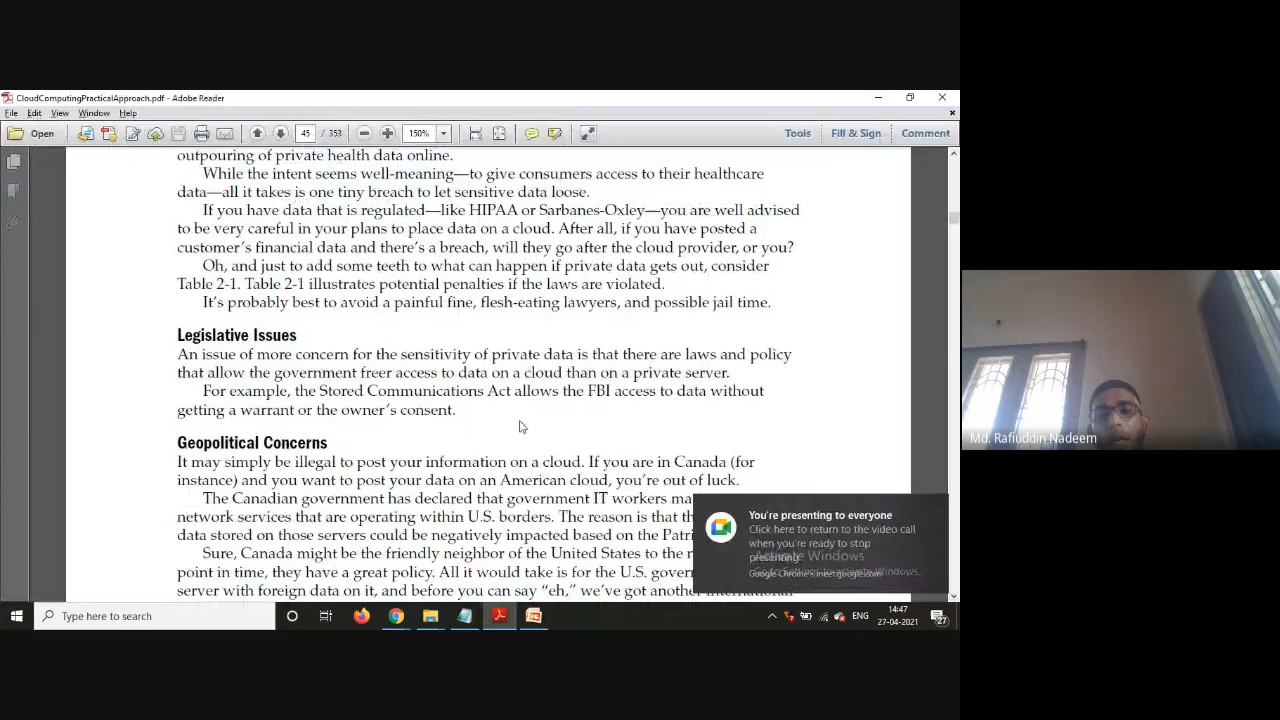 CloudComputingPracticalApproach.pdf - Adobe Reader
File Edit View Window Help
Open 45 / 353 150% Tools Fill & Sign Comment
outpouring of private health data online.
While the intent seems well-meaning—to give consumers access to their healthcare
data—all it takes is one tiny breach to let sensitive data loose.
If you have data that is regulated—like HIPAA or Sarbanes-Oxley—you are well advised
to be very careful in your plans to place data on a cloud. After all, if you have posted a
customer's financial data and there's a breach, will they go after the cloud provider, or you?
Oh, and just to add some teeth to what can happen if private data gets out, consider
Table 2-1. Table 2-1 illustrates potential penalties if the laws are violated.
It's probably best to avoid a painful fine, flesh-eating lawyers, and possible jail time.
Legislative Issues
An issue of more concern for the sensitivity of private data is that there are laws and policy
that allow the government freer access to data on a cloud than on a private server.
For example, the Stored Communications Act allows the FBI access to data without
getting a warrant or the owner's consent.
Geopolitical Concerns
It may simply be illegal to post your information on a cloud. If you are in Canada (for
instance) and you want to post your data on an American cloud, you're out of luck.
The Canadian government has declared that government IT workers ma
network services that are operating within U.S. borders. The reason is that th
data stored on those servers could be negatively impacted based on the Patri
Sure, Canada might be the friendly neighbor of the United States to the n
point in time, they have a great policy. All it would take is for the U.S. gover
server with foreign data on it, and before you can say "eh," we've got another international
You're presenting to everyone
Click here to return to the video call
when you're ready to stop
presenting
Google Chrome • meet.google.com
Activate Windows
Go to Settings to activate Windows.
Type here to search
ENG
14:47
27-04-2021
27
Md. Rafiuddin Nadeem